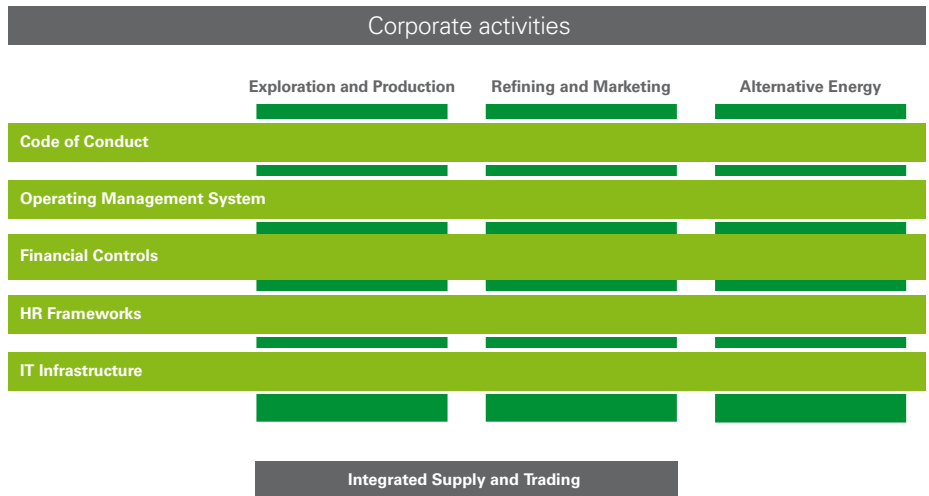 Corporate activities
Exploration and Production
Refining and Marketing
Alternative Energy
Code of Conduct
Operating Management System
Financial Controls
HR Frameworks
IT Infrastructure
Integrated Supply and Trading